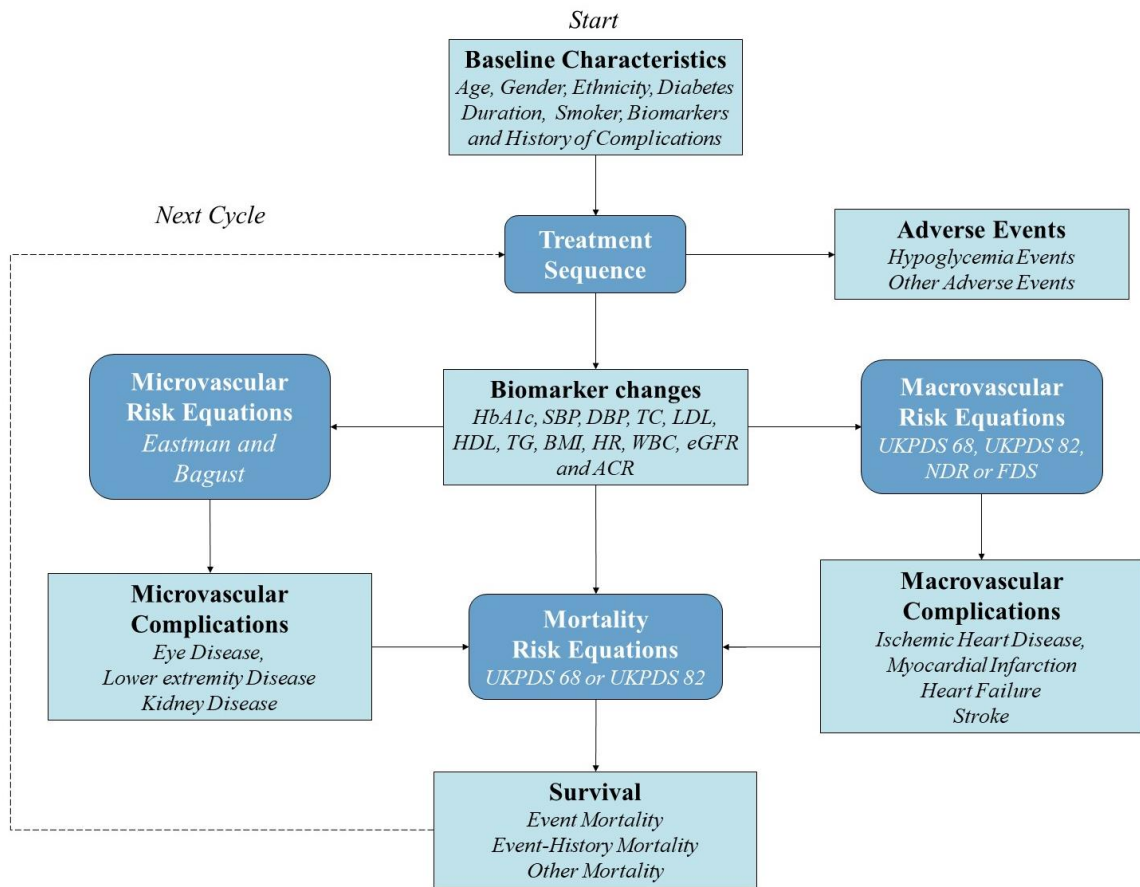 Start
Baseline Characteristics
Age, Gender, Ethnicity, Diabetes
Duration, Smoker, Biomarkers
and History of Complications
Next Cycle
Treatment
Sequence
Adverse Events
Hypoglycemia Events
Other Adverse Events
Microvascular
Risk Equations
Eastman and
Bagust
Biomarker changes
HbA1c, SBP, DBP, TC, LDL,
HDL, TG, BMI, HR, WBC, eGFR
and ACR
Macrovascular
Risk Equations
UKPDS 68, UKPDS 82,
NDR or FDS
Microvascular
Complications
Eye Disease,
Lower extremity Disease
Kidney Disease
Mortality
Risk Equations
UKPDS 68 or UKPDS 82
Macrovascular
Complications
Ischemic Heart Disease,
Myocardial Infarction
Heart Failure
Stroke
Survival
Event Mortality
Event-History Mortality
Other Mortality